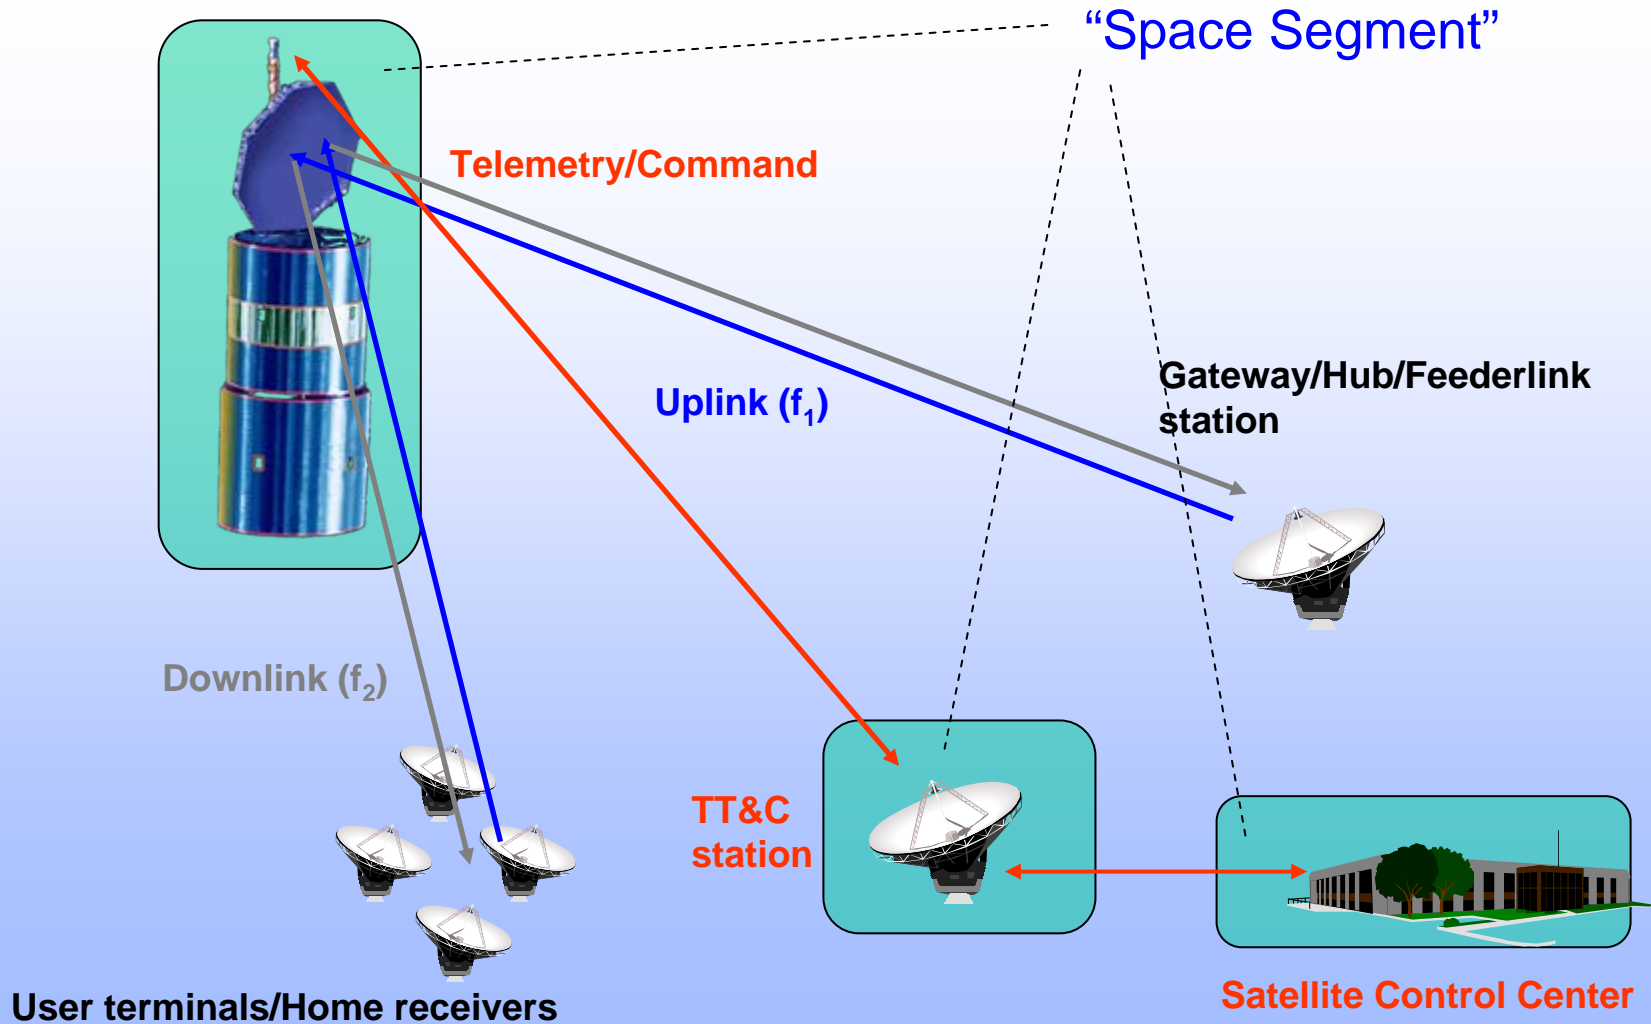 “Space Segment”
Telemetry/Command
Gateway/Hub/Feederlink
station
Uplink (f₁)
Downlink (f₂)
TT&C
station
Satellite Control Center
User terminals/Home receivers